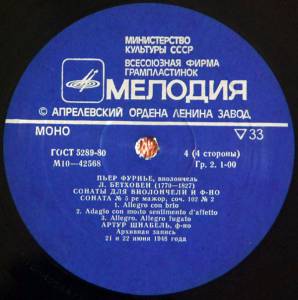 МИНИСТЕРСТВО
КУЛЬТУРЫ СССР
ВСЕСОЮЗНАЯ ФИРМА
ГРАМПЛАСТИНОК
МЕЛОДИЯ
© АПРЕЛЕВСКИЙ ОРДЕНА ЛЕНИНА ЗАВОД
МОНО ▽33
ГОСТ 5289-80 4 (4 стороны)
М10—42568 Гр. 2. 1-00
ПЬЕР ФУРНЬЕ, виолончель
Л. БЕТХОВЕН (1770—1827)
СОНАТЫ ДЛЯ ВИОЛОНЧЕЛИ И Ф-НО
СОНАТА № 5 ре мажор, соч. 102 № 2
1. Allegro con brio
2. Adagio con molto sentimento d'affetto
3. Allegro. Allegro fugato
АРТУР ШНАБЕЛЬ, ф-но
Архивная запись
21 и 22 июня 1948 года